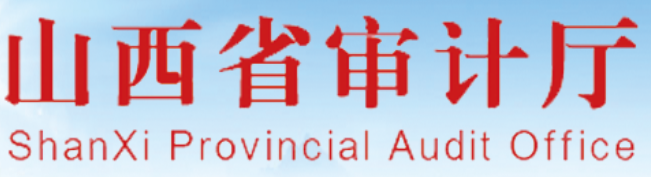 山西省审计厅
ShanXi Provincial Audit Office